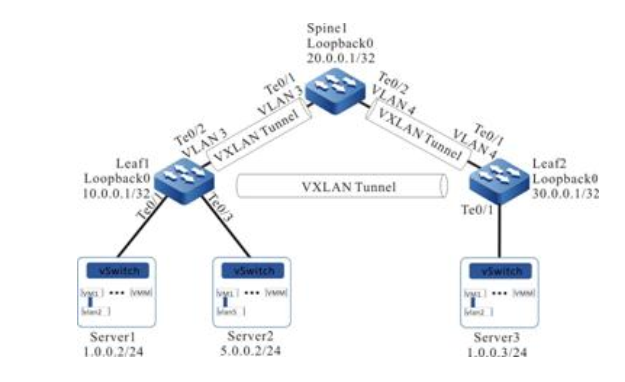 Spine1
Loopback0
20.0.0.1/32
Te0/1
VLAN 3
Te0/2
VLAN 4
VXLAN Tunnel
VXLAN Tunnel
Te0/2
VLAN 3
Te0/1
VLAN 4
Leaf1
Loopback0
10.0.0.1/32
VXLAN Tunnel
Leaf2
Loopback0
30.0.0.1/32
Te0/1
Te0/3
Te0/1
vSwitch
VM1 ••• VMM
vlan2
vSwitch
VM1 ••• VMM
vlan5
vSwitch
VM1 ••• VMM
vlan2
Server1
1.0.0.2/24
Server2
5.0.0.2/24
Server3
1.0.0.3/24